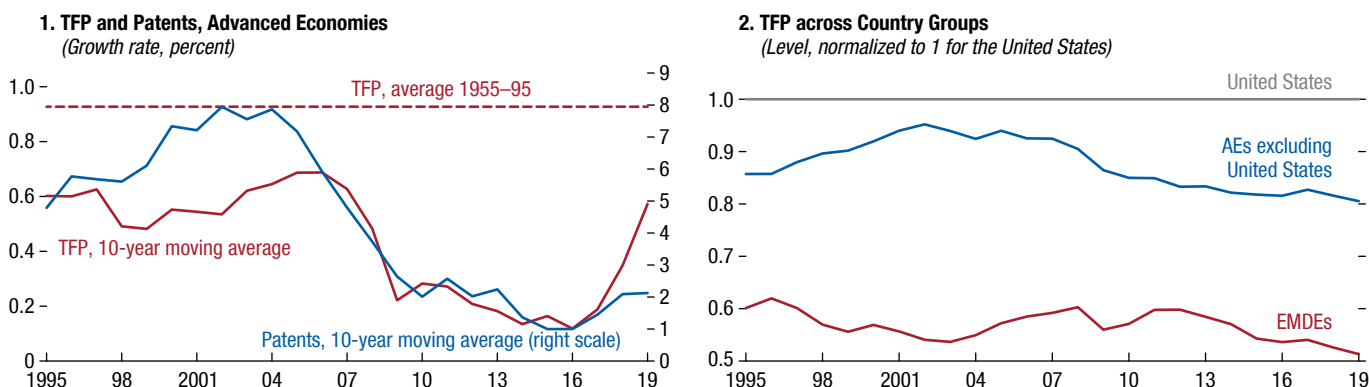 1. TFP and Patents, Advanced Economies
(Growth rate, percent)
1.0
0.8
0.6
0.4
0.2
0
9
8
7
6
5
4
3
2
1
0
TFP, average 1955–95
TFP, 10-year moving average
Patents, 10-year moving average (right scale)
1995 98 2001 04 07 10 13 16 19
2. TFP across Country Groups
(Level, normalized to 1 for the United States)
1.0
0.9
0.8
0.6
0.5
United States
AEs excluding
United States
EMDEs
1995 98 2001 04 07 10 13 16 19